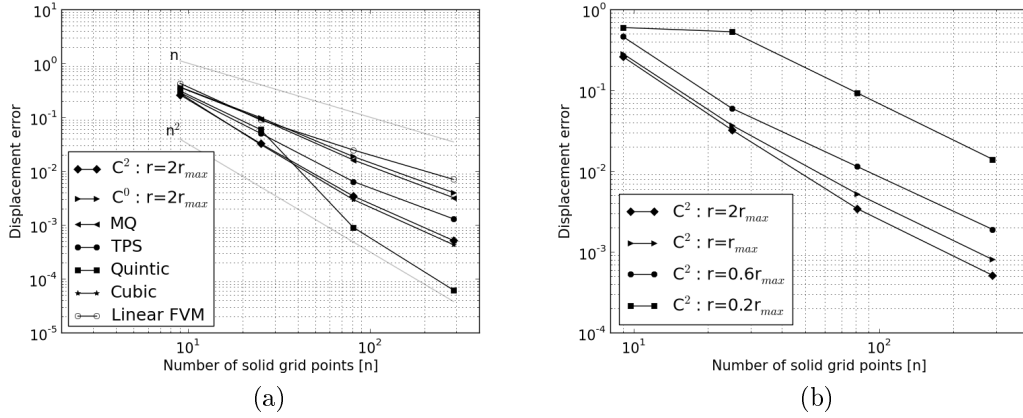 10^1
10^0
10^-1
10^-2
10^-3
10^-4
10^-5
Displacement error
n
n^2
C^2 : r=2r_max
C^0 : r=2r_max
MQ
TPS
Quintic
Cubic
Linear FVM
10^1
10^2
Number of solid grid points [n]
(a)
10^0
10^-1
10^-2
10^-3
10^-4
Displacement error
C^2 : r=2r_max
C^2 : r=r_max
C^2 : r=0.6r_max
C^2 : r=0.2r_max
10^1
10^2
Number of solid grid points [n]
(b)